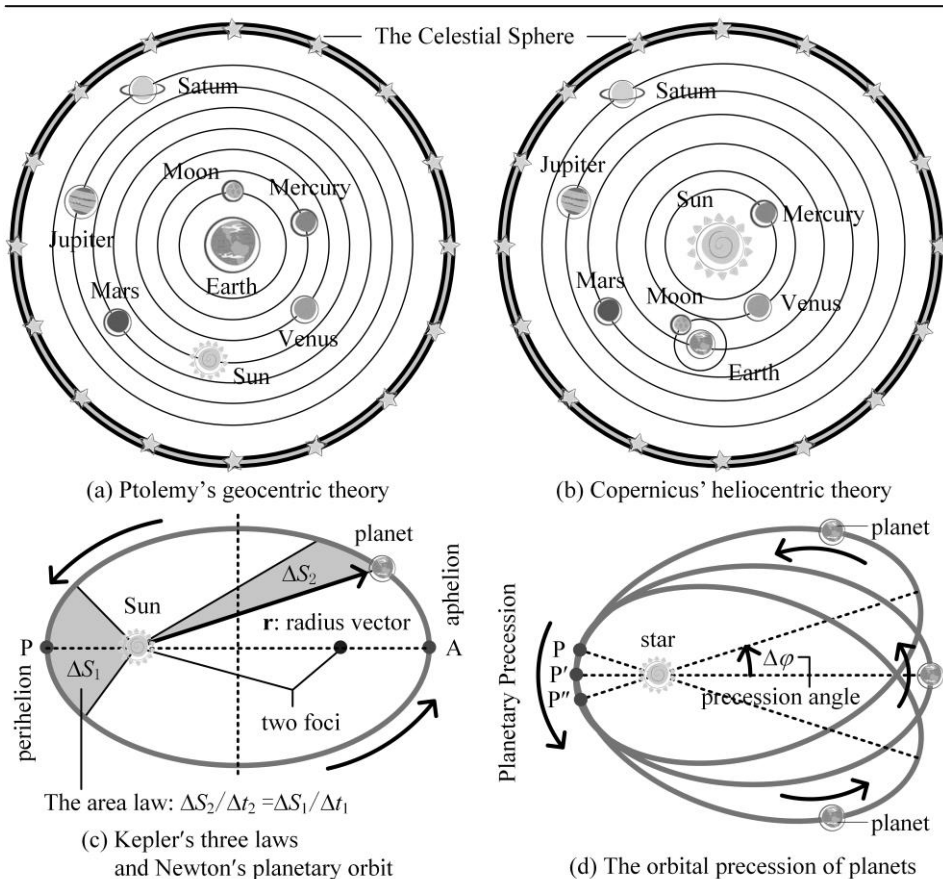 The Celestial Sphere
Satum
Moon
Mercury
Jupiter
Earth
Mars
Venus
Sun
(a) Ptolemy's geocentric theory
Satum
Jupiter
Sun
Mercury
Mars
Moon
Venus
Earth
(b) Copernicus' heliocentric theory
planet
Sun
ΔS₂
aphelion
r: radius vector
P
A
ΔS₁
perihelion
two foci
The area law: ΔS₂/Δt₂ =ΔS₁/Δt₁
(c) Kepler's three laws
and Newton's planetary orbit
planet
Planetary Precession
P
star
Δφ
P′
precession angle
P″
planet
(d) The orbital precession of planets